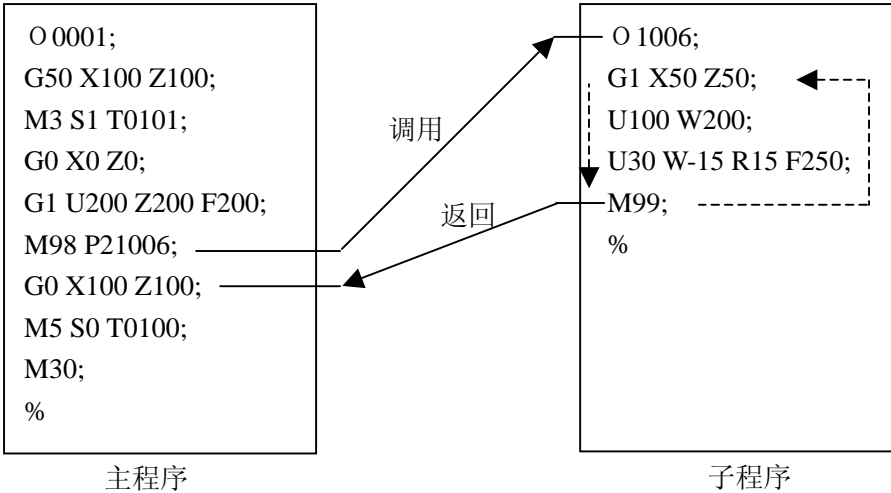 O 0001;
G50 X100 Z100;
M3 S1 T0101;
G0 X0 Z0;
G1 U200 Z200 F200;
M98 P21006;
G0 X100 Z100;
M5 S0 T0100;
M30;
%
主程序
调用
返回
O 1006;
G1 X50 Z50;
U100 W200;
U30 W-15 R15 F250;
M99;
%
子程序